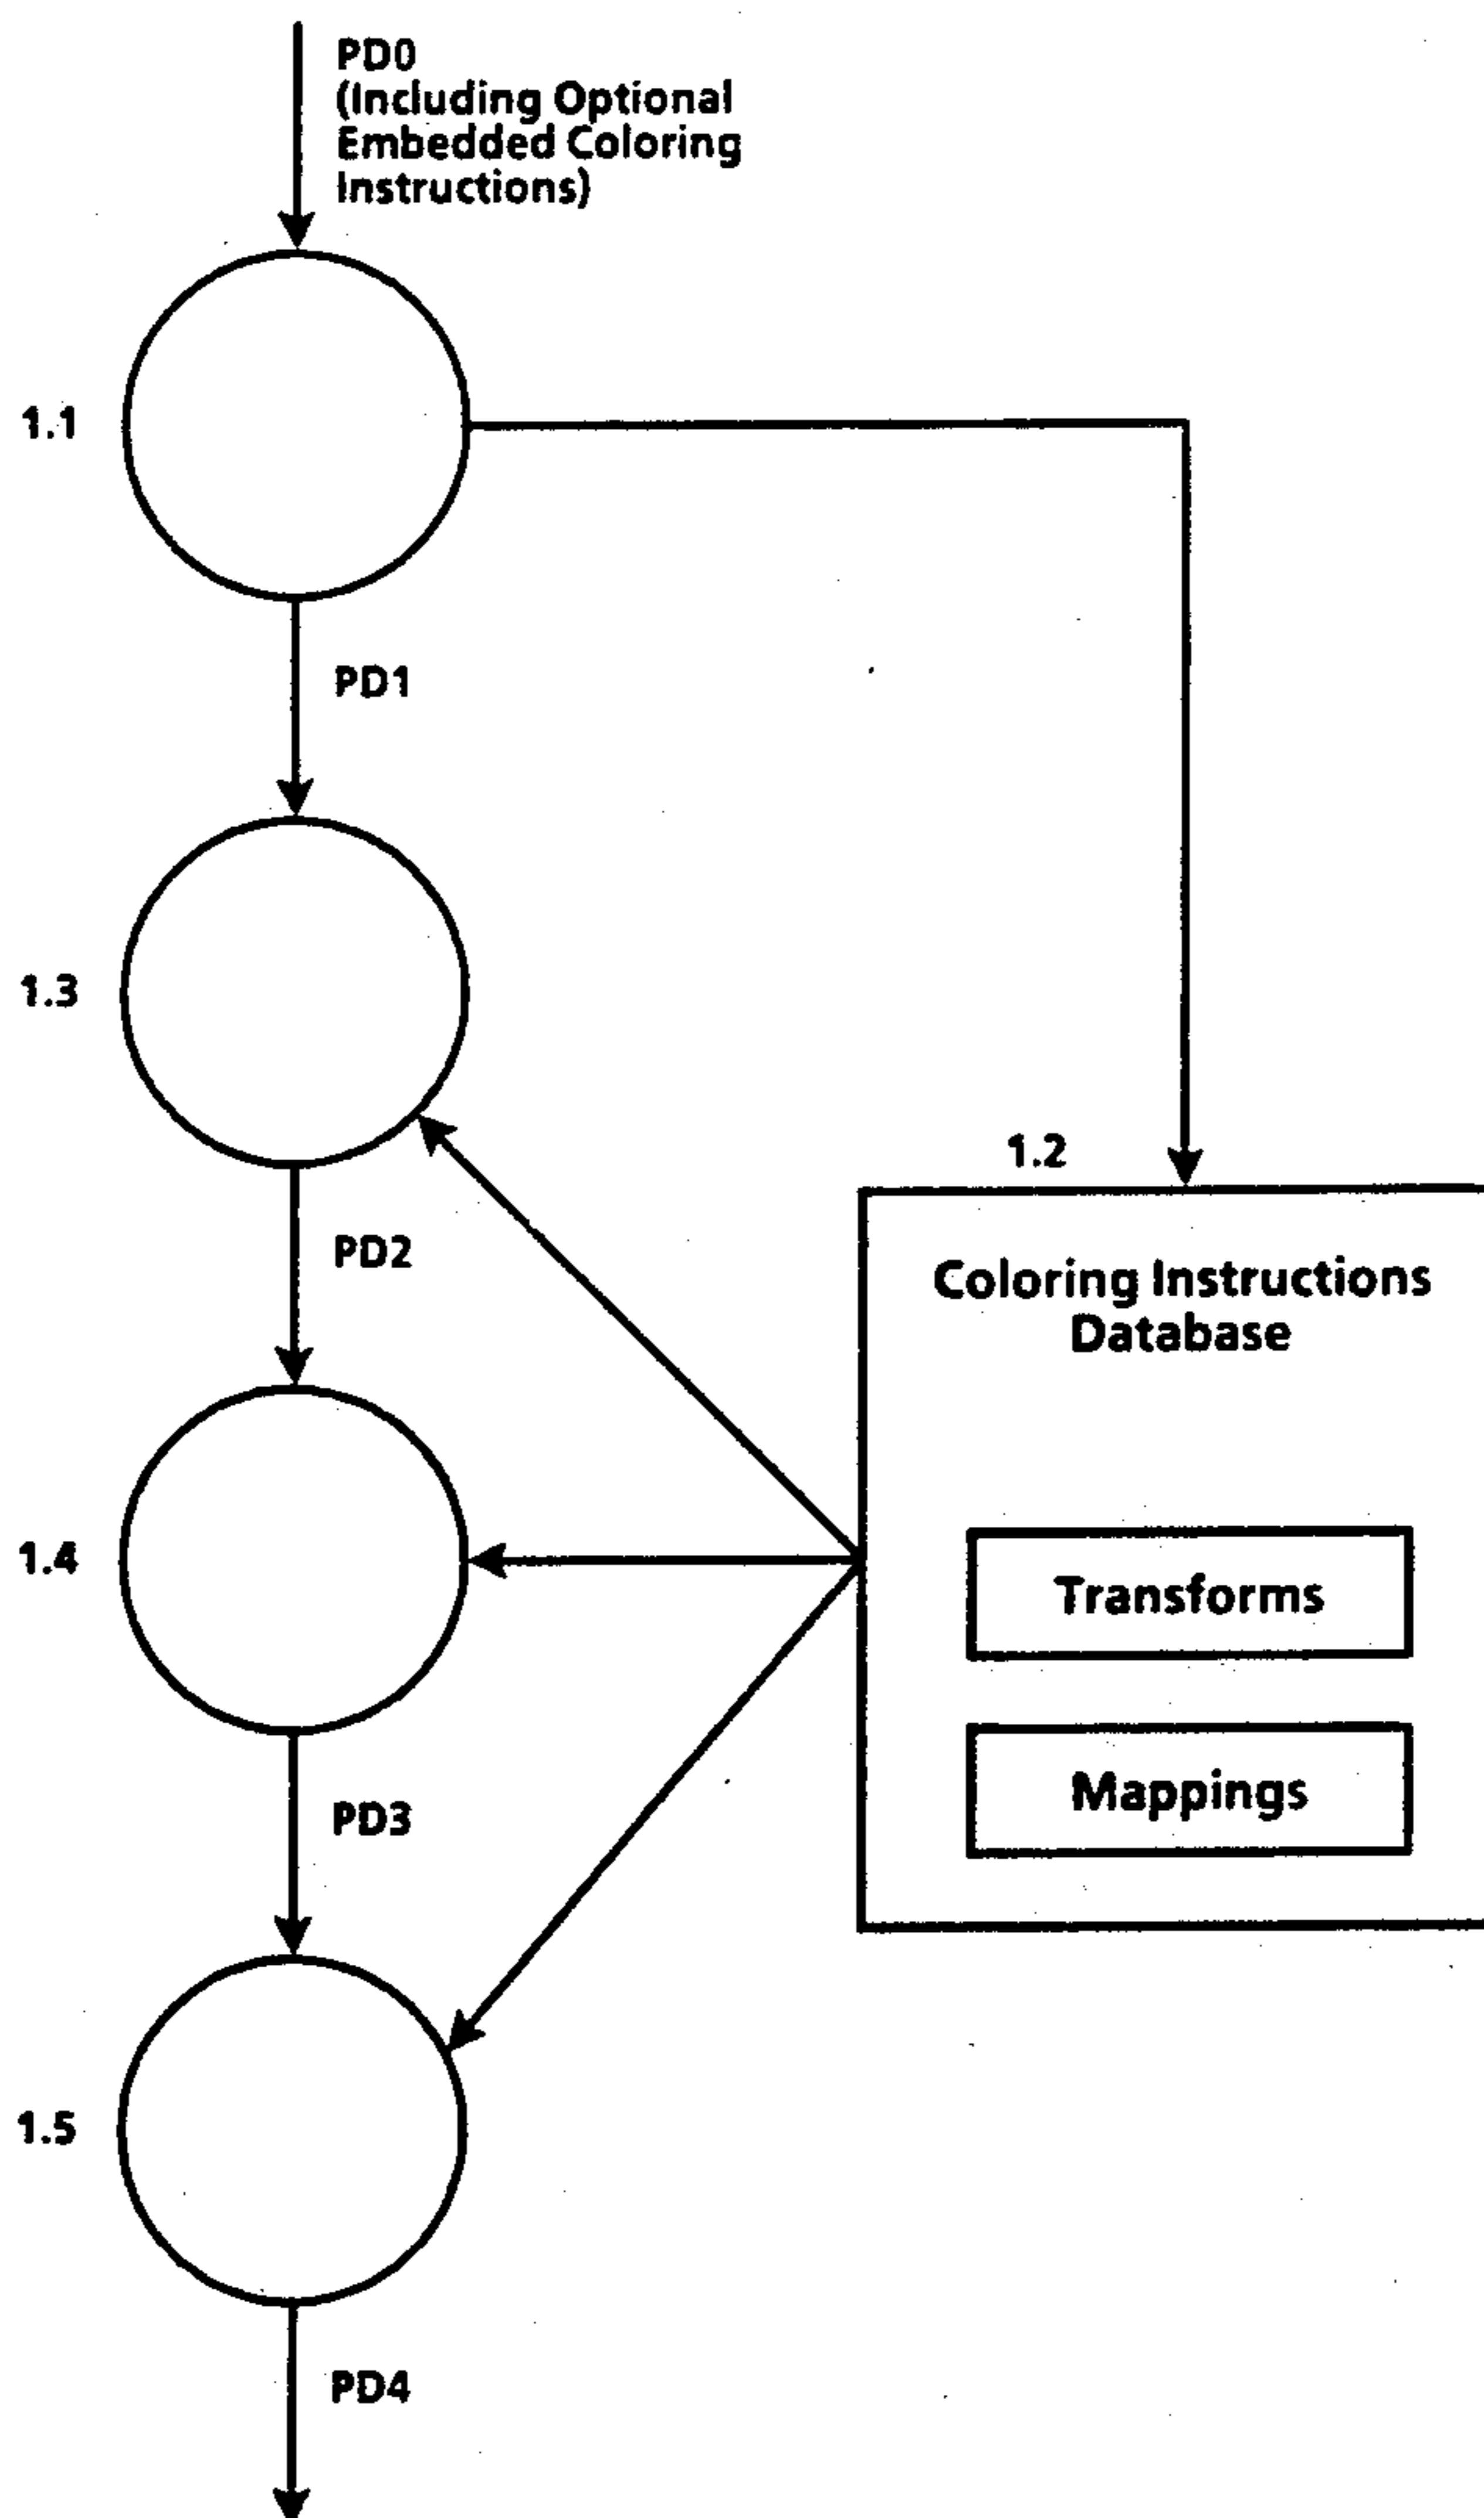 PD0
(Including Optional
Embedded Coloring
Instructions)
1.1
PD1
1.3
1.2
PD2
Coloring Instructions
Database
1.4
Transforms
Mappings
PD3
1.5
PD4